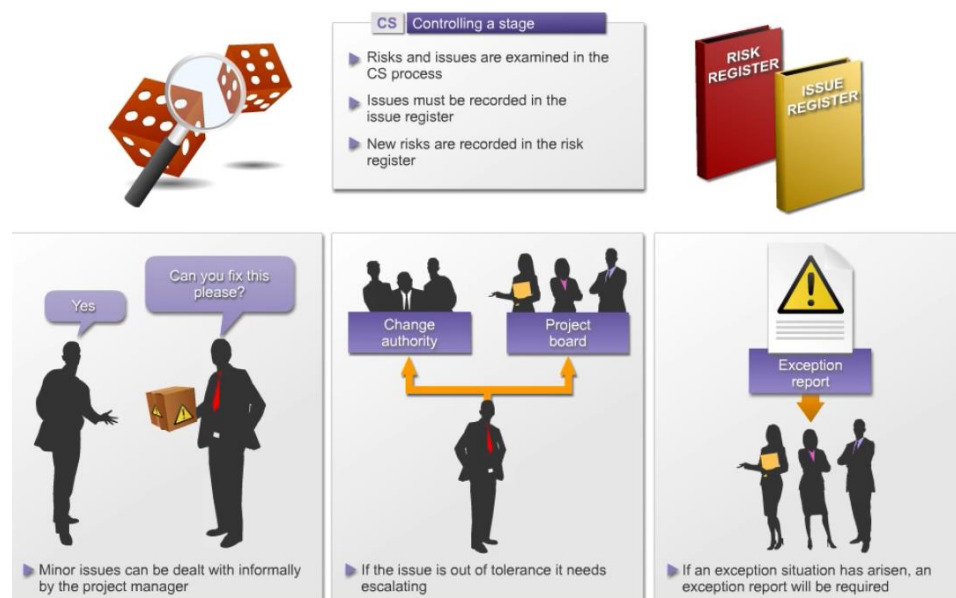 CS Controlling a stage
Risks and issues are examined in the
CS process
Issues must be recorded in the
issue register
New risks are recorded in the risk
register
RISK
REGISTER
ISSUE
REGISTER
Yes
Can you fix this
please?
Minor issues can be dealt with informally
by the project manager
Change
authority
Project
board
If the issue is out of tolerance it needs
escalating
Exception
report
If an exception situation has arisen, an
exception report will be required